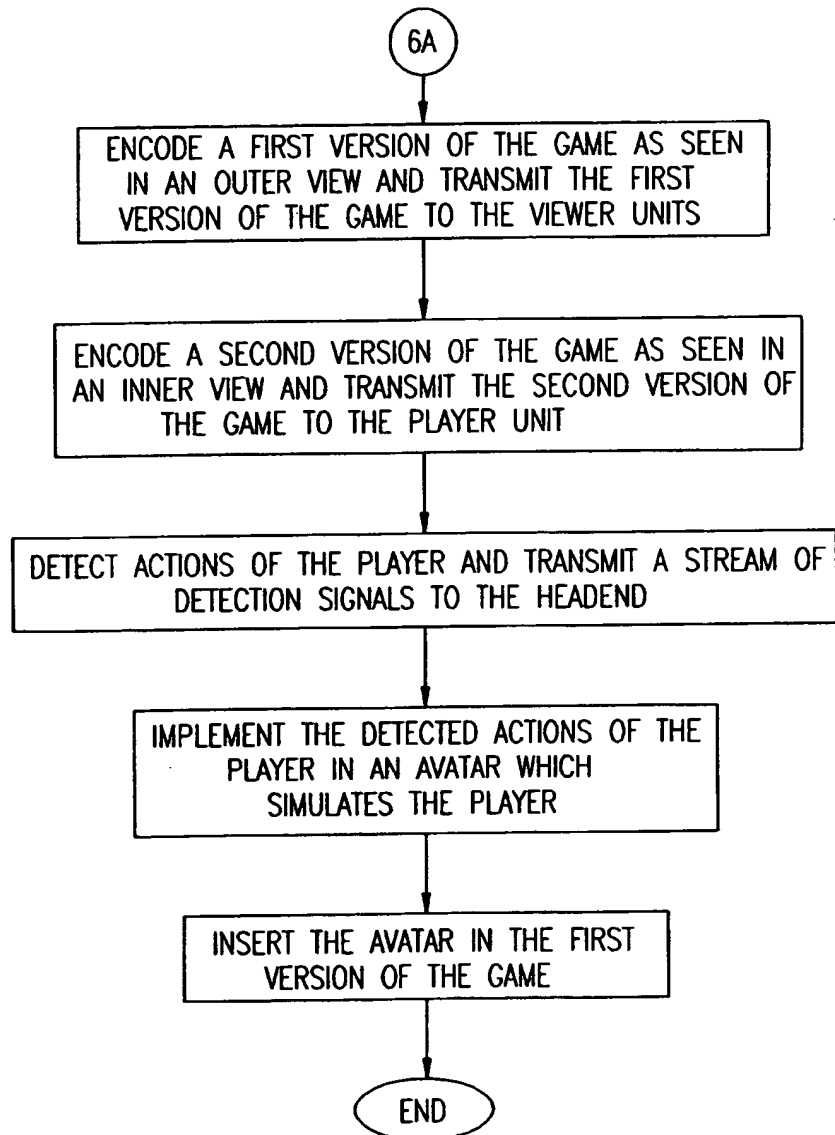 6A
ENCODE A FIRST VERSION OF THE GAME AS SEEN
IN AN OUTER VIEW AND TRANSMIT THE FIRST
VERSION OF THE GAME TO THE VIEWER UNITS
ENCODE A SECOND VERSION OF THE GAME AS SEEN IN
AN INNER VIEW AND TRANSMIT THE SECOND VERSION OF
THE GAME TO THE PLAYER UNIT
DETECT ACTIONS OF THE PLAYER AND TRANSMIT A STREAM OF
DETECTION SIGNALS TO THE HEADEND
IMPLEMENT THE DETECTED ACTIONS OF THE
PLAYER IN AN AVATAR WHICH
SIMULATES THE PLAYER
INSERT THE AVATAR IN THE FIRST
VERSION OF THE GAME
END